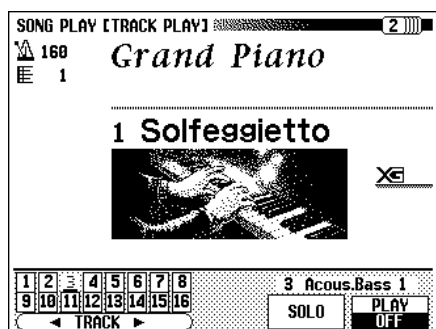 SONG PLAY [TRACK PLAY] 2
160
1
Grand Piano
1 Solfeggietto
XG
1 2 3 4 5 6 7 8
9 10 11 12 13 14 15 16
◄ TRACK ►
3 Acous.Bass 1
SOLO
PLAY
OFF